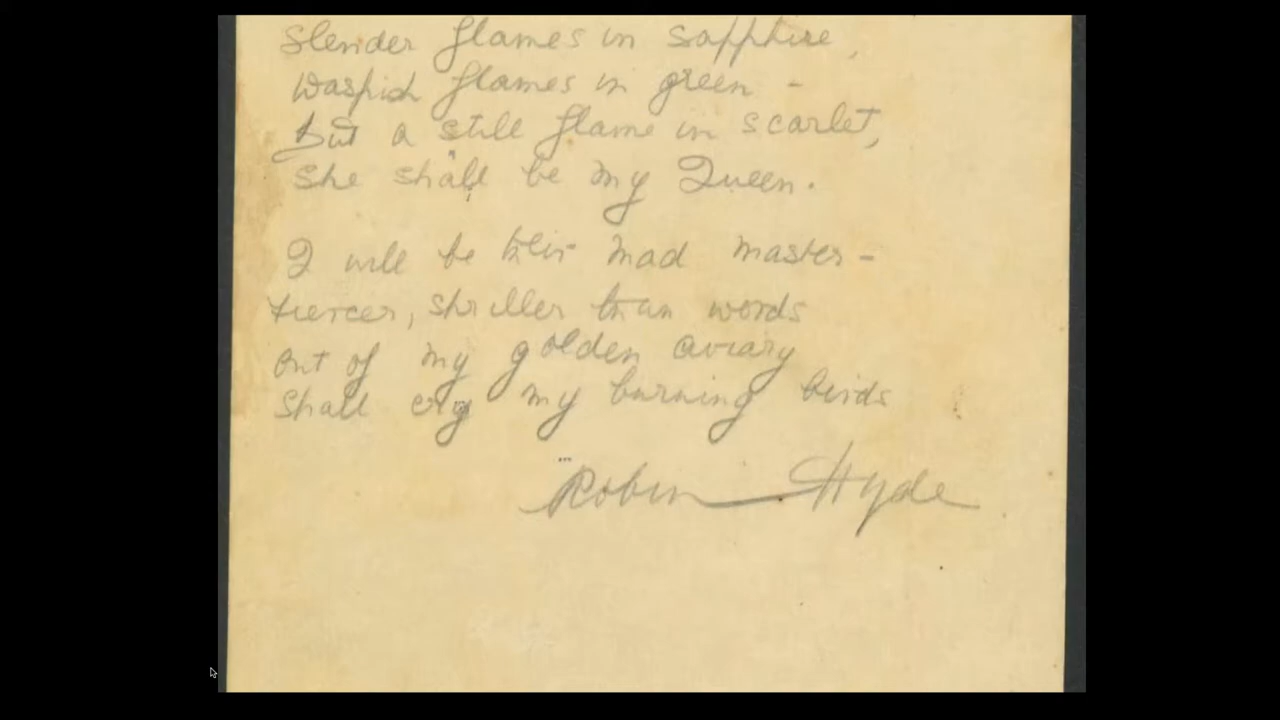 Slender flames in sapphire,
Waspish flames in green -
But a still flame in scarlet,
She shall be my Queen.
I will be their mad master -
Fiercer, shriller than words
Out of my golden aviary
Shall cry my burning birds
Robin Hyde